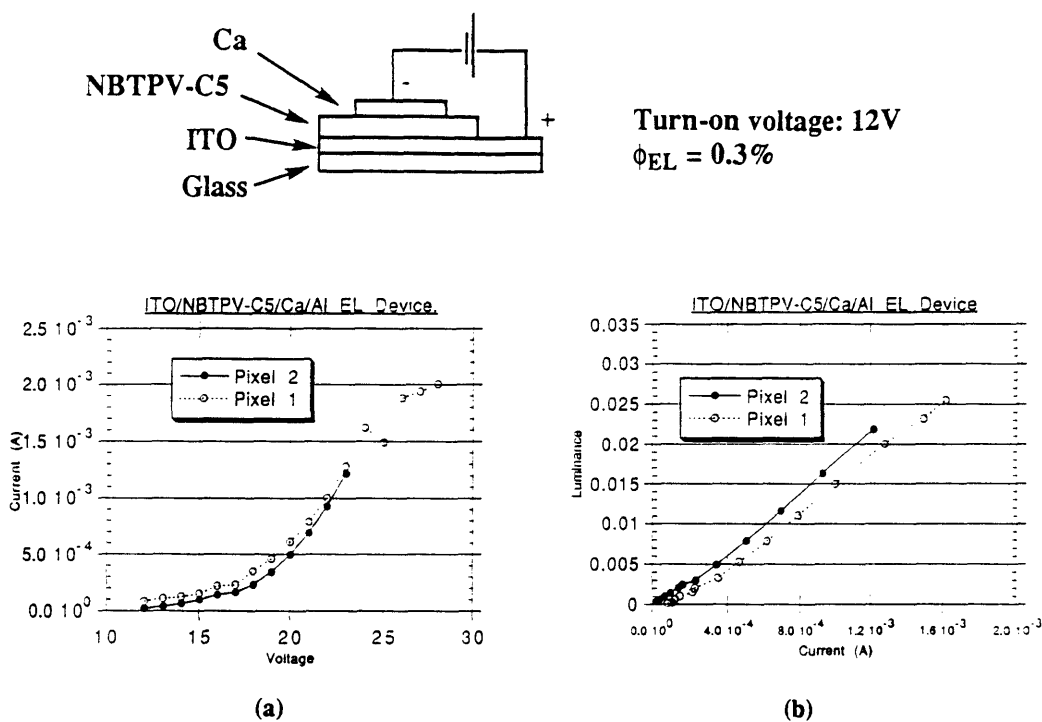 Ca
NBTPV-C5
ITO
Glass
-
+
Turn-on voltage: 12V
ϕEL = 0.3%
ITO/NBTPV-C5/Ca/Al EL Device.
2.5 10⁻³
2.0 10⁻³
1.5 10⁻³
1.0 10⁻³
5.0 10⁻⁴
0.0 10⁰
Current (A)
Pixel 2
Pixel 1
10 15 20 25 30
Voltage
(a)
ITO/NBTPV-C5/Ca/Al EL Device
0.035
0.03
0.025
0.02
0.015
0.01
0.005
0
Luminance
Pixel 2
Pixel 1
0.0 10⁰ 4.0 10⁻⁴ 8.0 10⁻⁴ 1.2 10⁻³ 1.6 10⁻³ 2.0 10⁻³
Current (A)
(b)